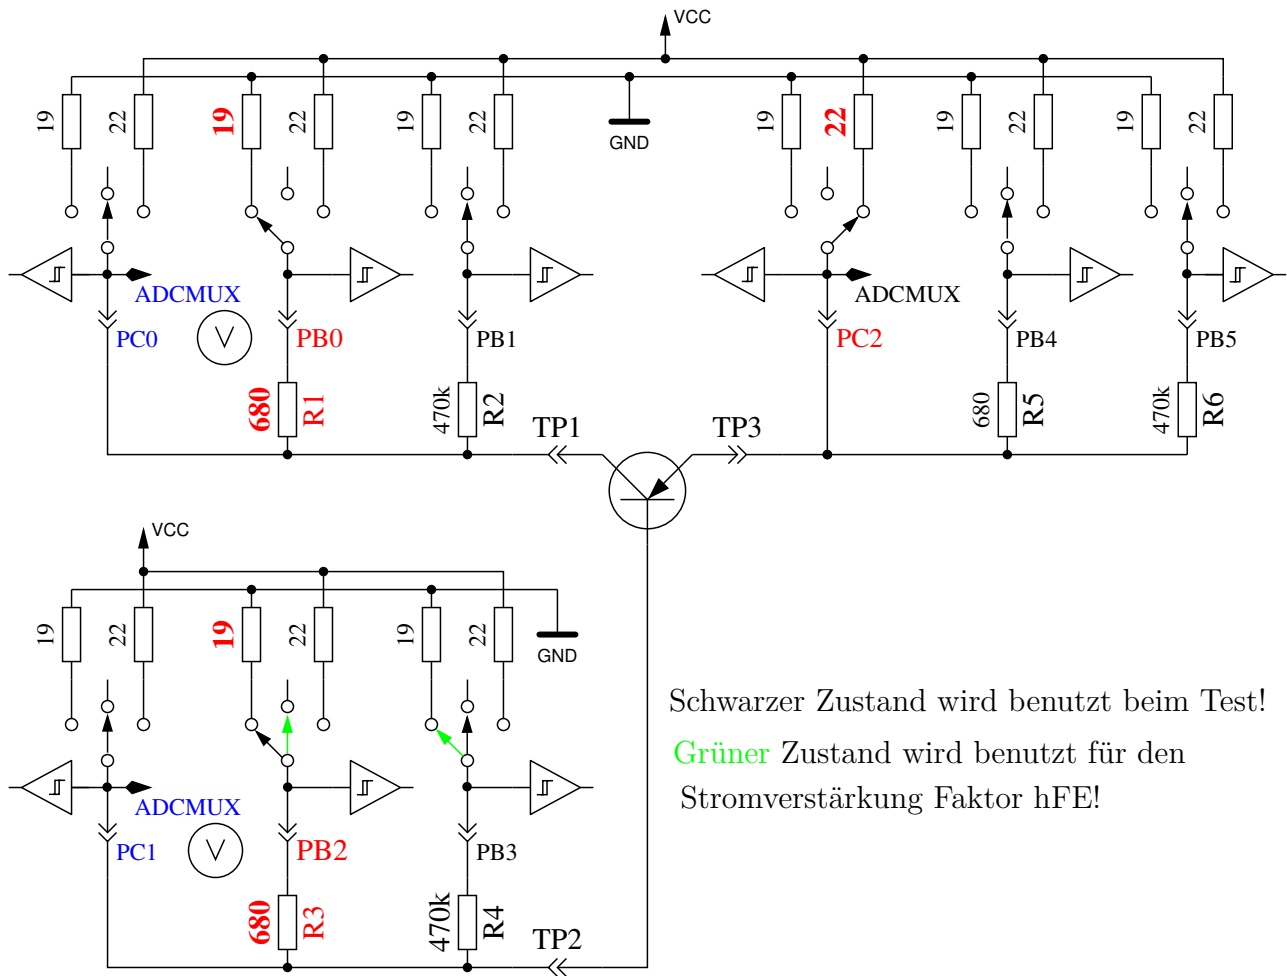 VCC
19
22
19
22
19
22
GND
19
22
19
22
19
22
ADCMUX
ADCMUX
PC0
V
PB0
PB1
PC2
PB4
PB5
680
R1
470k
R2
680
R5
470k
R6
TP1
TP3
VCC
19
22
19
22
19
22
GND
Schwarzer Zustand wird benutzt beim Test!
Grüner Zustand wird benutzt für den
Stromverstärkung Faktor hFE!
ADCMUX
PC1
V
PB2
PB3
680
R3
470k
R4
TP2